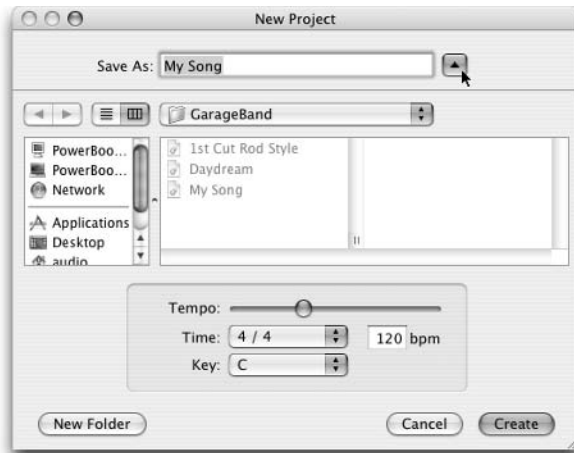 New Project
Save As: My Song
GarageBand
PowerBoo...
PowerBoo...
Network
Applications
Desktop
audio
1st Cut Rod Style
Daydream
My Song
Tempo:
Time: 4 / 4 120 bpm
Key: C
New Folder Cancel Create